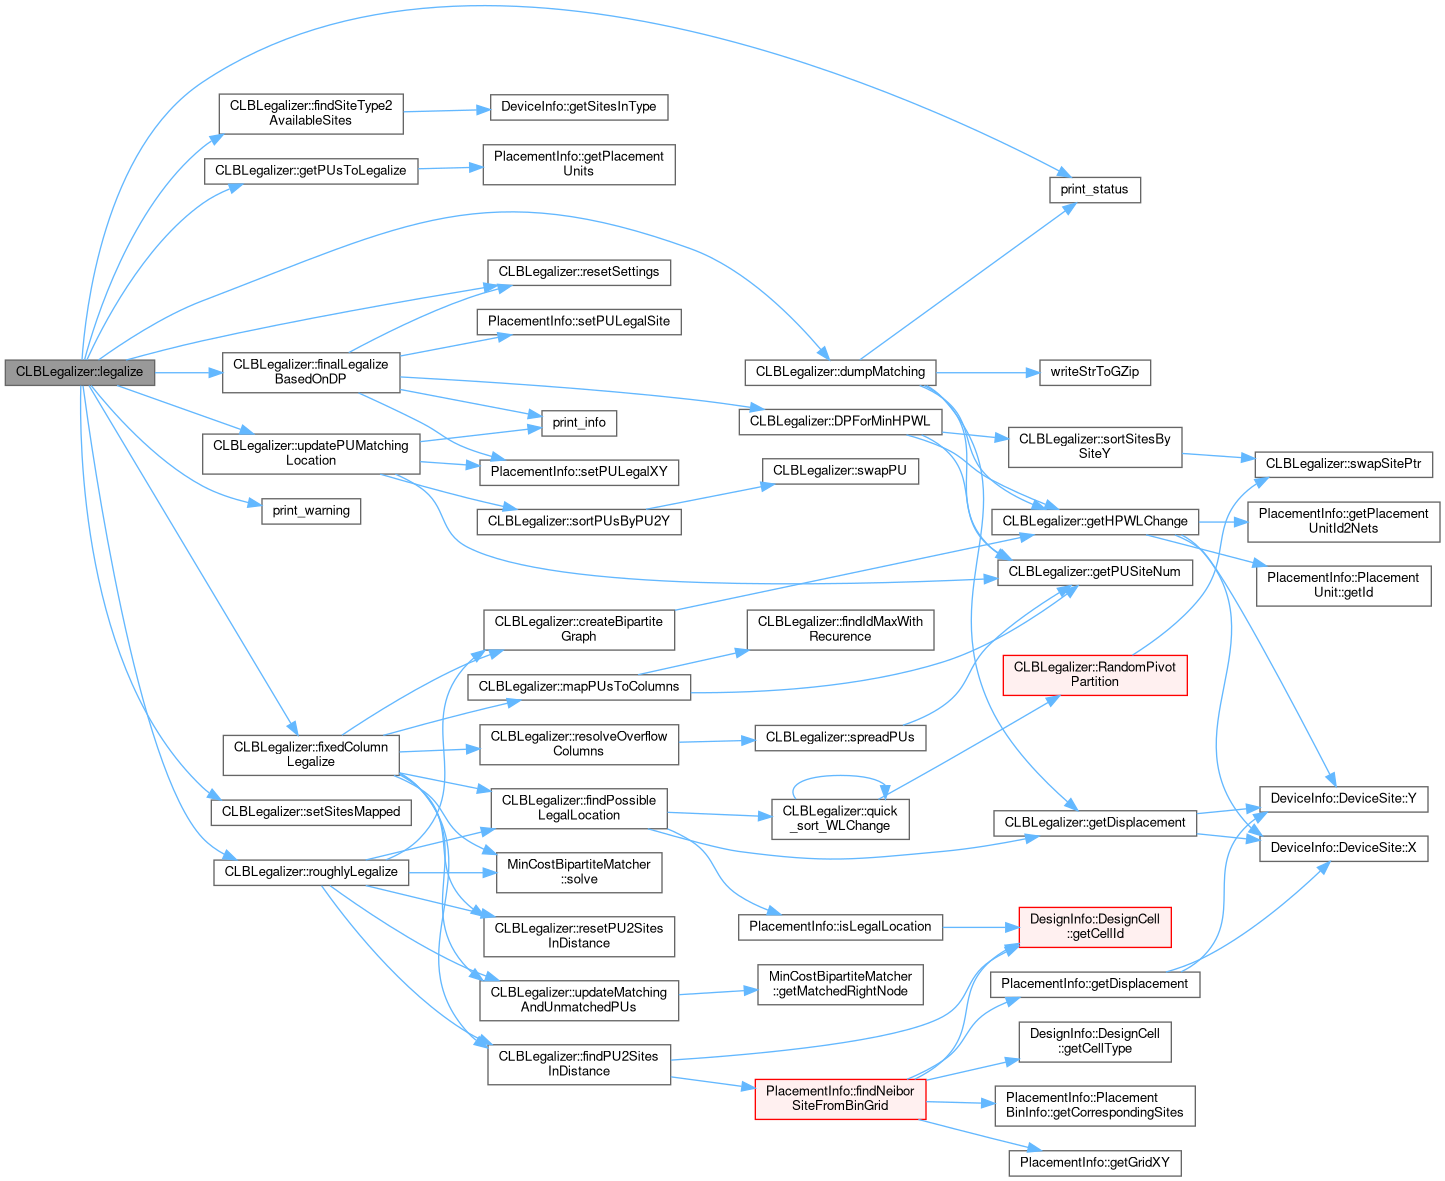 CLBLegalizer::legalize
CLBLegalizer::findSiteType2
AvailableSites
DeviceInfo::getSitesInType
CLBLegalizer::getPUsToLegalize
PlacementInfo::getPlacement
Units
print_status
CLBLegalizer::resetSettings
PlacementInfo::setPULegalSite
CLBLegalizer::finalLegalize
BasedOnDP
CLBLegalizer::dumpMatching
writeStrToGZip
print_info
CLBLegalizer::DPForMinHPWL
CLBLegalizer::updatePUMatching
Location
CLBLegalizer::sortSitesBy
SiteY
CLBLegalizer::swapSitePtr
PlacementInfo::setPULegalXY
CLBLegalizer::swapPU
print_warning
CLBLegalizer::sortPUsByPU2Y
CLBLegalizer::getHPWLChange
PlacementInfo::getPlacement
UnitId2Nets
CLBLegalizer::getPUSiteNum
PlacementInfo::Placement
Unit::getId
CLBLegalizer::createBipartite
Graph
CLBLegalizer::findIdMaxWith
Recurence
CLBLegalizer::mapPUsToColumns
CLBLegalizer::RandomPivot
Partition
CLBLegalizer::fixedColumn
Legalize
CLBLegalizer::resolveOverflow
Columns
CLBLegalizer::spreadPUs
CLBLegalizer::setSitesMapped
CLBLegalizer::findPossible
LegalLocation
CLBLegalizer::quick
_sort_WLChange
CLBLegalizer::getDisplacement
DeviceInfo::DeviceSite::Y
DeviceInfo::DeviceSite::X
CLBLegalizer::roughlyLegalize
MinCostBipartiteMatcher
::solve
CLBLegalizer::resetPU2Sites
InDistance
PlacementInfo::isLegalLocation
DesignInfo::DesignCell
::getCellId
CLBLegalizer::updateMatching
AndUnmatchedPUs
MinCostBipartiteMatcher
::getMatchedRightNode
PlacementInfo::getDisplacement
CLBLegalizer::findPU2Sites
InDistance
DesignInfo::DesignCell
::getCellType
PlacementInfo::findNeibor
SiteFromBinGrid
PlacementInfo::Placement
BinInfo::getCorrespondingSites
PlacementInfo::getGridXY